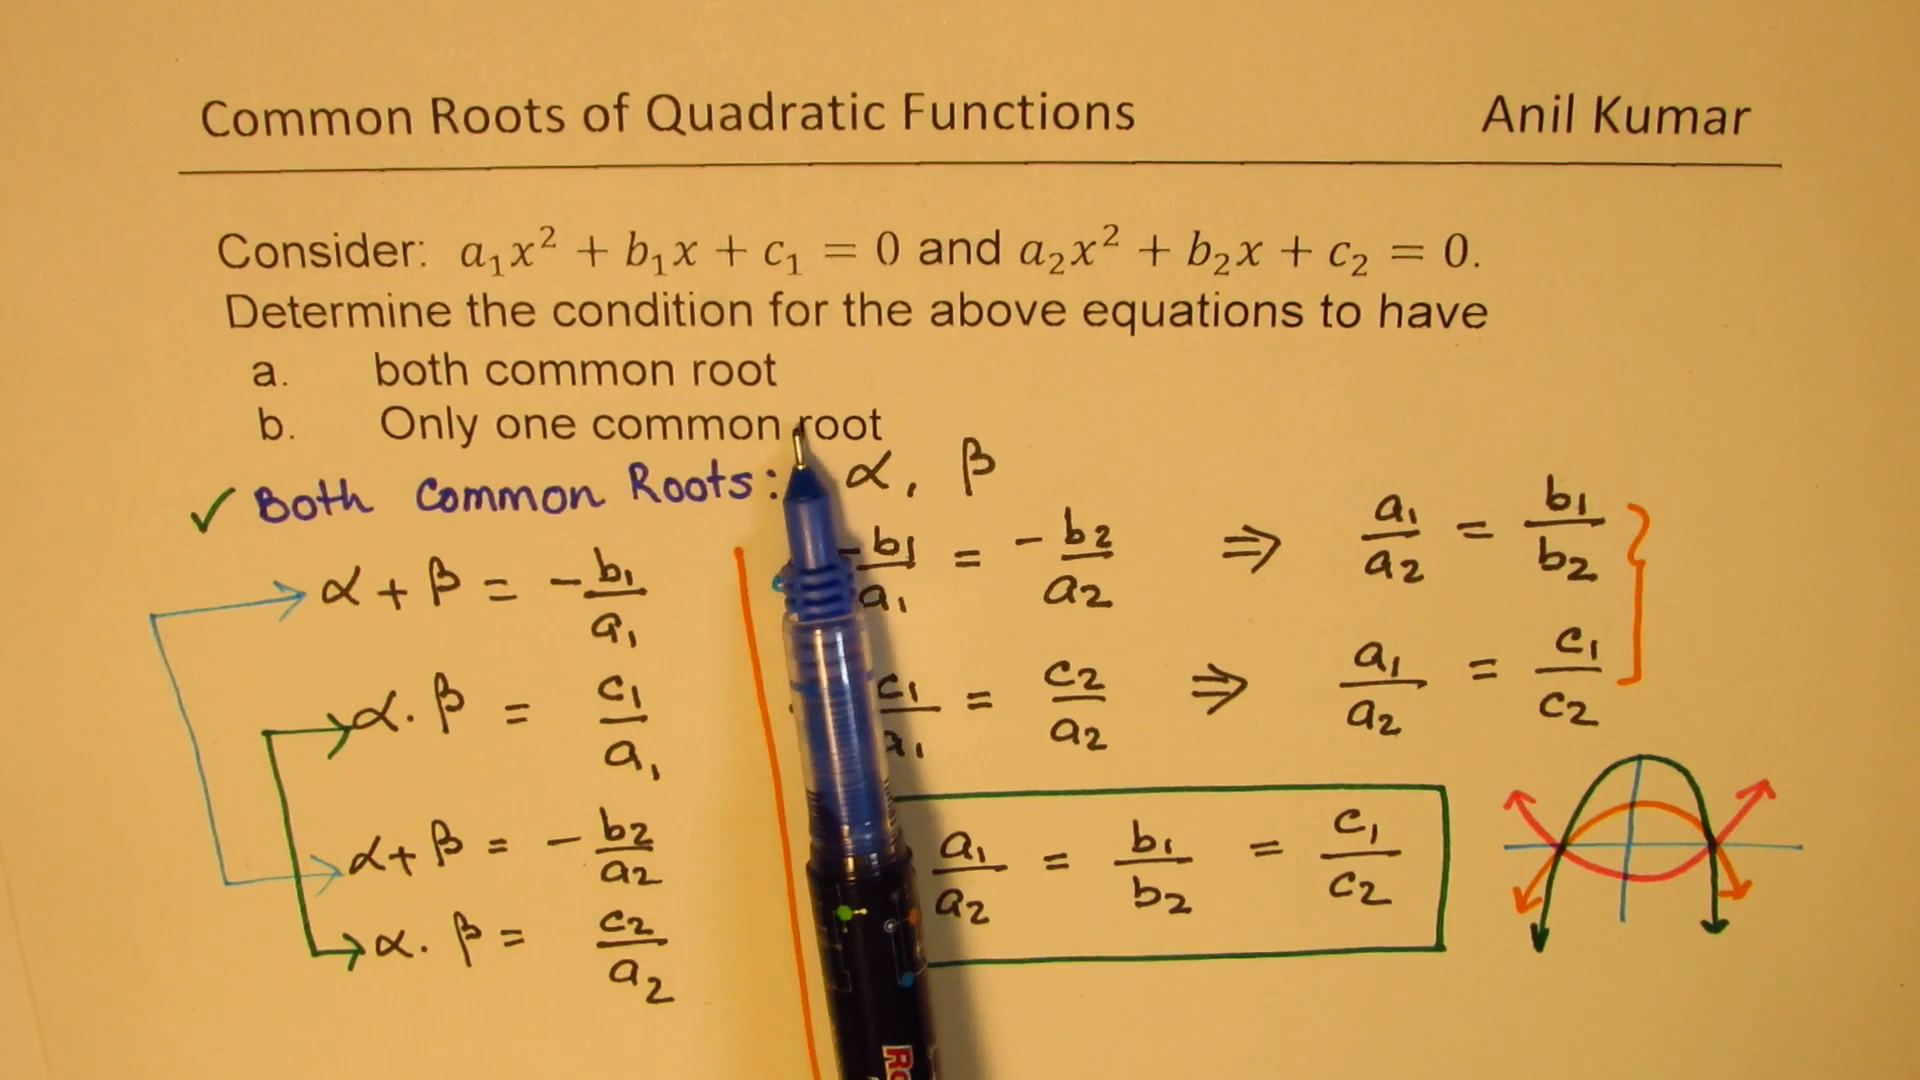 Common Roots of Quadratic Functions Anil Kumar
Consider: a₁x² + b₁x + c₁ = 0 and a₂x² + b₂x + c₂ = 0.
Determine the condition for the above equations to have
a. both common root
b. Only one common root
✓ Both Common Roots: α, β
α + β = -b₁/a₁
α · β = c₁/a₁
α + β = -b₂/a₂
α · β = c₂/a₂
-b₁/a₁ = -b₂/a₂ ⇒ a₁/a₂ = b₁/b₂
c₁/a₁ = c₂/a₂ ⇒ a₁/a₂ = c₁/c₂
a₁/a₂ = b₁/b₂ = c₁/c₂